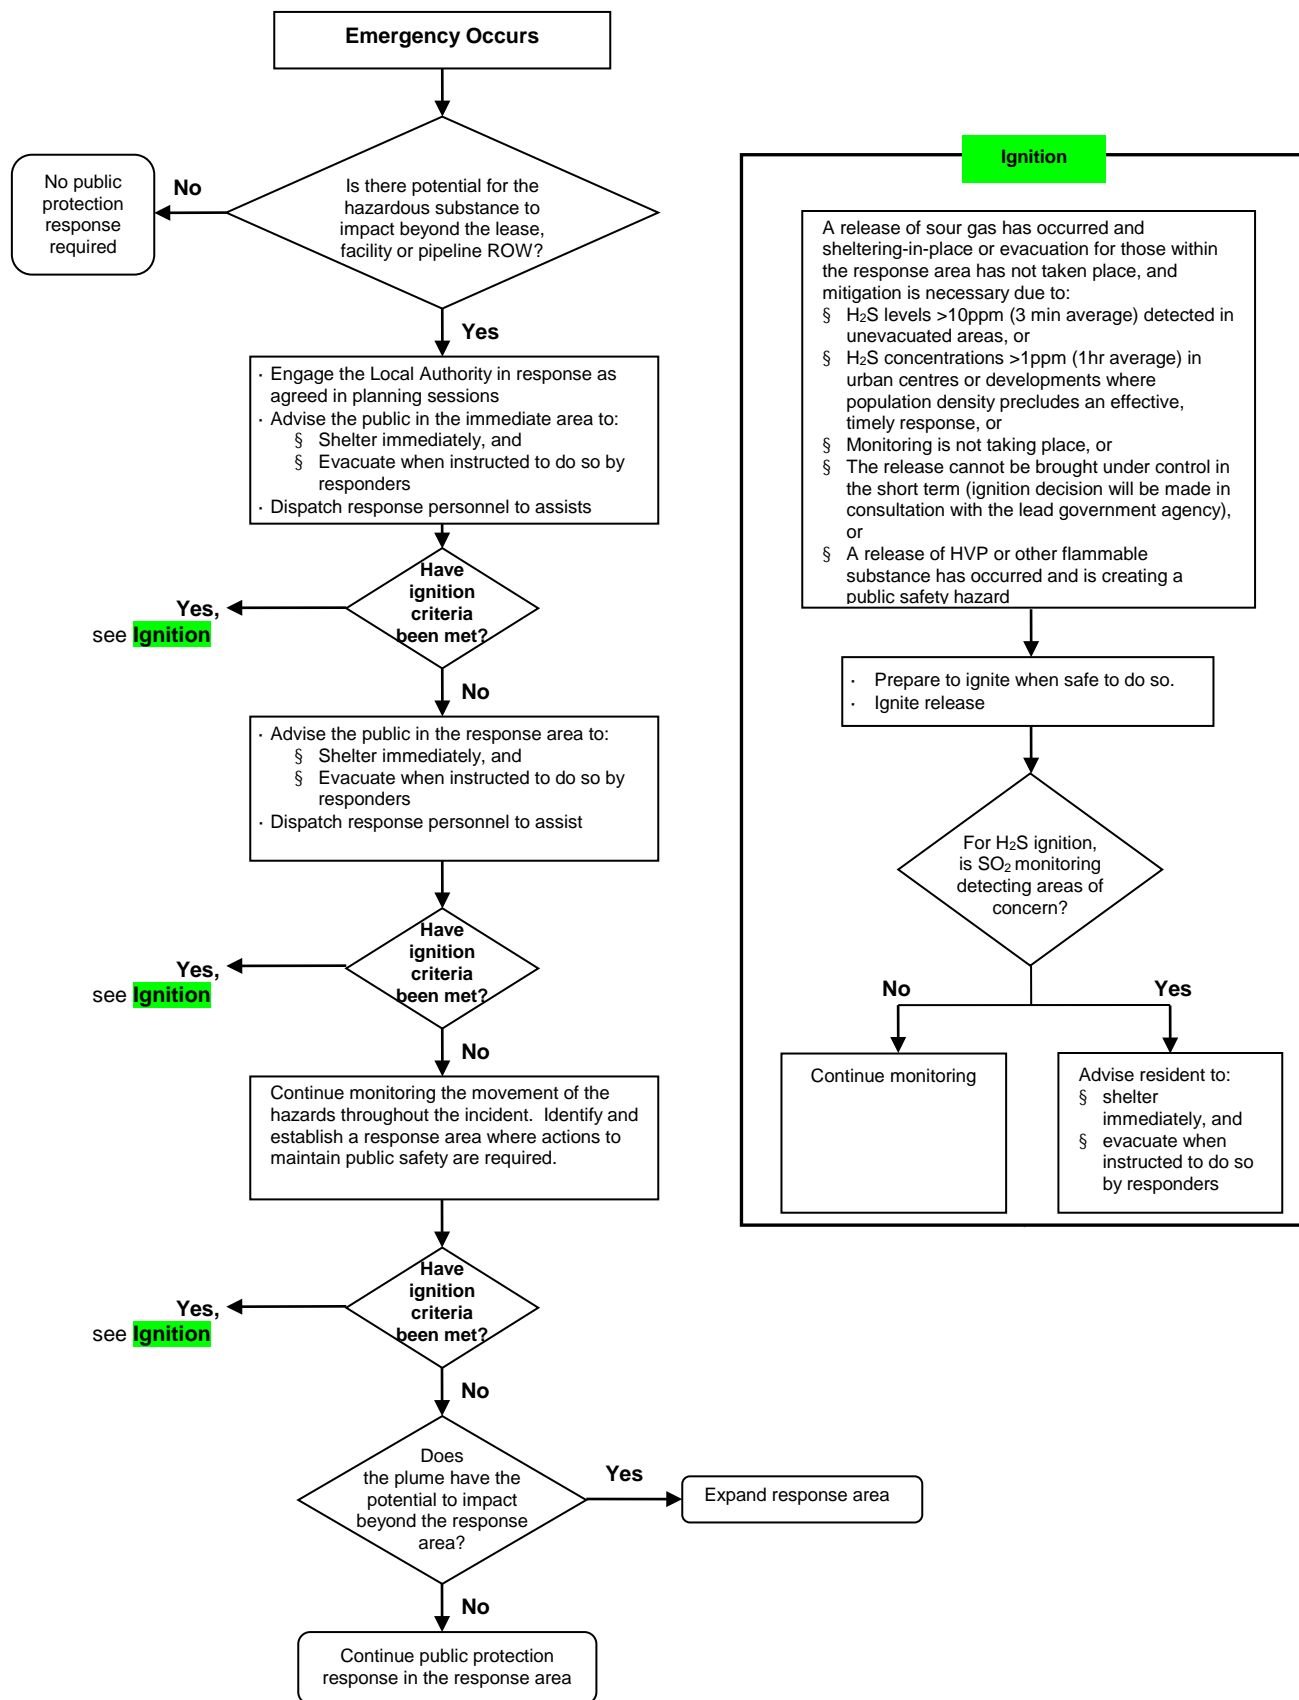 Emergency Occurs
No public
protection
response
required
No
Is there potential for the
hazardous substance to
impact beyond the lease,
facility or pipeline ROW?
Yes
· Engage the Local Authority in response as
agreed in planning sessions
· Advise the public in the immediate area to:
§ Shelter immediately, and
§ Evacuate when instructed to do so by
responders
· Dispatch response personnel to assists
Have
ignition
criteria
been met?
Yes,
see Ignition
No
· Advise the public in the response area to:
§ Shelter immediately, and
§ Evacuate when instructed to do so by
responders
· Dispatch response personnel to assist
Have
ignition
criteria
been met?
Yes,
see Ignition
No
Continue monitoring the movement of the
hazards throughout the incident. Identify and
establish a response area where actions to
maintain public safety are required.
Have
ignition
criteria
been met?
Yes,
see Ignition
No
Does
the plume have the
potential to impact
beyond the response
area?
Yes
Expand response area
No
Continue public protection
response in the response area
Ignition
A release of sour gas has occurred and
sheltering-in-place or evacuation for those within
the response area has not taken place, and
mitigation is necessary due to:
§ H2S levels >10ppm (3 min average) detected in
unevacuated areas, or
§ H2S concentrations >1ppm (1hr average) in
urban centres or developments where
population density precludes an effective,
timely response, or
§ Monitoring is not taking place, or
§ The release cannot be brought under control in
the short term (ignition decision will be made in
consultation with the lead government agency),
or
§ A release of HVP or other flammable
substance has occurred and is creating a
public safety hazard
· Prepare to ignite when safe to do so.
· Ignite release
For H2S ignition,
is SO2 monitoring
detecting areas of
concern?
No
Yes
Continue monitoring
Advise resident to:
§ shelter
immediately, and
§ evacuate when
instructed to do so
by responders